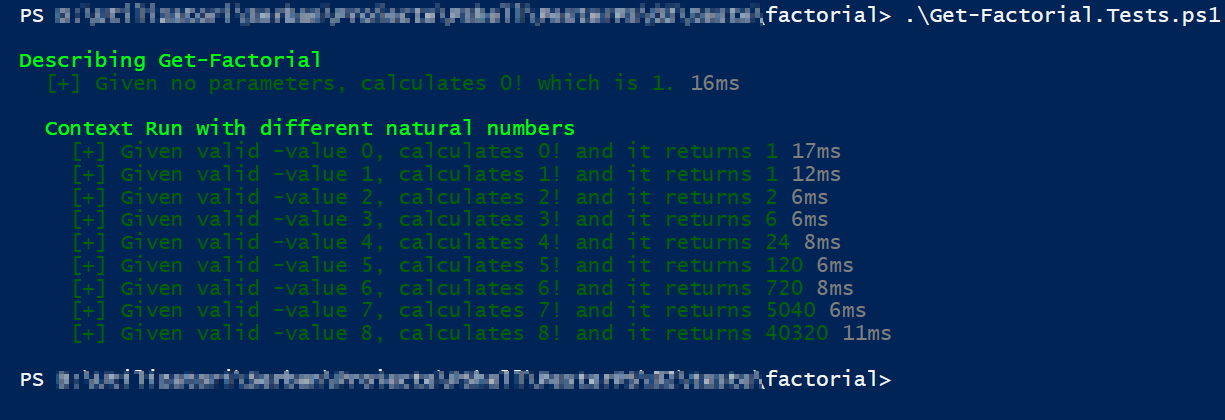 PS \factorial> .\Get-Factorial.Tests.ps1
Describing Get-Factorial
[+] Given no parameters, calculates 0! which is 1. 16ms
Context Run with different natural numbers
[+] Given valid -value 0, calculates 0! and it returns 1 17ms
[+] Given valid -value 1, calculates 1! and it returns 1 12ms
[+] Given valid -value 2, calculates 2! and it returns 2 6ms
[+] Given valid -value 3, calculates 3! and it returns 6 6ms
[+] Given valid -value 4, calculates 4! and it returns 24 8ms
[+] Given valid -value 5, calculates 5! and it returns 120 6ms
[+] Given valid -value 6, calculates 6! and it returns 720 8ms
[+] Given valid -value 7, calculates 7! and it returns 5040 6ms
[+] Given valid -value 8, calculates 8! and it returns 40320 11ms
PS \factorial>